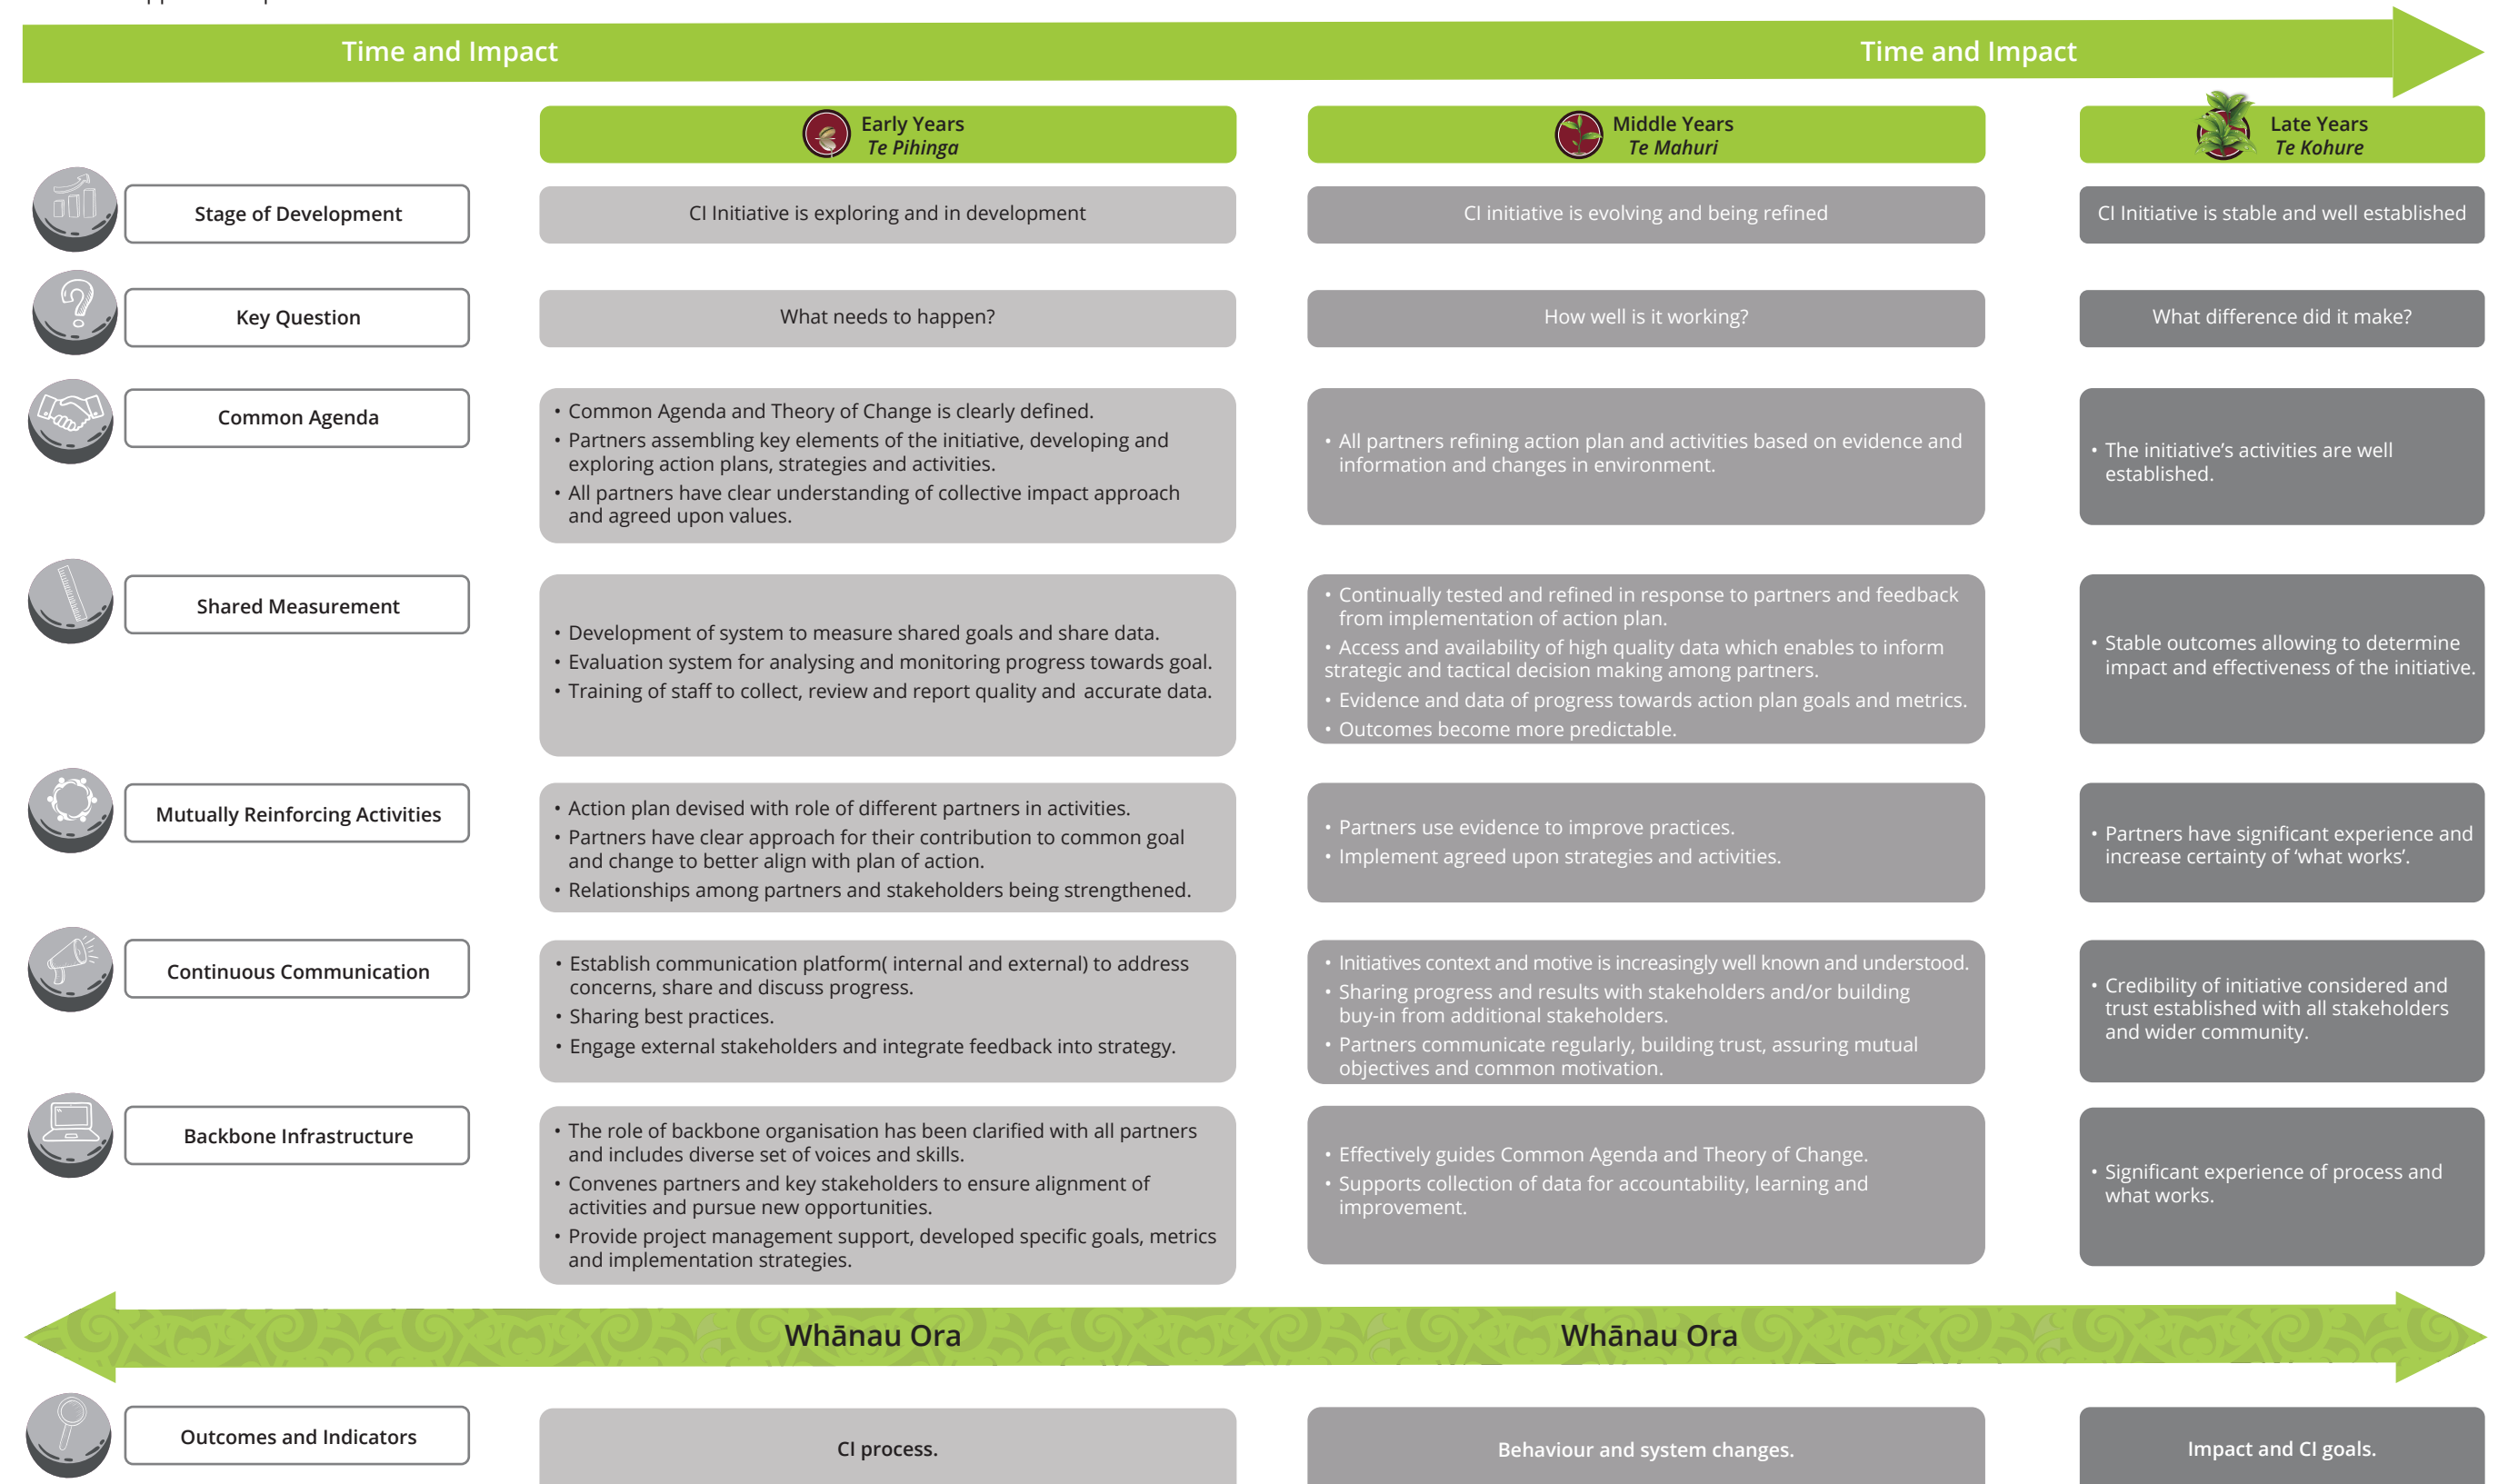 Time and Impact
Time and Impact
Early Years
Te Pihinga
Middle Years
Te Mahuri
Late Years
Te Kohure
Stage of Development
CI Initiative is exploring and in development
CI initiative is evolving and being refined
CI Initiative is stable and well established
Key Question
What needs to happen?
How well is it working?
What difference did it make?
Common Agenda
• Common Agenda and Theory of Change is clearly defined.
• Partners assembling key elements of the initiative, developing and
exploring action plans, strategies and activities.
• All partners have clear understanding of collective impact approach
and agreed upon values.
• All partners refining action plan and activities based on evidence and
information and changes in environment.
• The initiative’s activities are well
established.
Shared Measurement
• Development of system to measure shared goals and share data.
• Evaluation system for analysing and monitoring progress towards goal.
• Training of staff to collect, review and report quality and accurate data.
• Continually tested and refined in response to partners and feedback
from implementation of action plan.
• Access and availability of high quality data which enables to inform
strategic and tactical decision making among partners.
• Evidence and data of progress towards action plan goals and metrics.
• Outcomes become more predictable.
• Stable outcomes allowing to determine
impact and effectiveness of the initiative.
Mutually Reinforcing Activities
• Action plan devised with role of different partners in activities.
• Partners have clear approach for their contribution to common goal
and change to better align with plan of action.
• Relationships among partners and stakeholders being strengthened.
• Partners use evidence to improve practices.
• Implement agreed upon strategies and activities.
• Partners have significant experience and
increase certainty of ‘what works’.
Continuous Communication
• Establish communication platform( internal and external) to address
concerns, share and discuss progress.
• Sharing best practices.
• Engage external stakeholders and integrate feedback into strategy.
• Initiatives context and motive is increasingly well known and understood.
• Sharing progress and results with stakeholders and/or building
buy-in from additional stakeholders.
• Partners communicate regularly, building trust, assuring mutual
objectives and common motivation.
• Credibility of initiative considered and
trust established with all stakeholders
and wider community.
Backbone Infrastructure
• The role of backbone organisation has been clarified with all partners
and includes diverse set of voices and skills.
• Convenes partners and key stakeholders to ensure alignment of
activities and pursue new opportunities.
• Provide project management support, developed specific goals, metrics
and implementation strategies.
• Effectively guides Common Agenda and Theory of Change.
• Supports collection of data for accountability, learning and
improvement.
• Significant experience of process and
what works.
Whānau Ora
Whānau Ora
Outcomes and Indicators
CI process.
Behaviour and system changes.
Impact and CI goals.